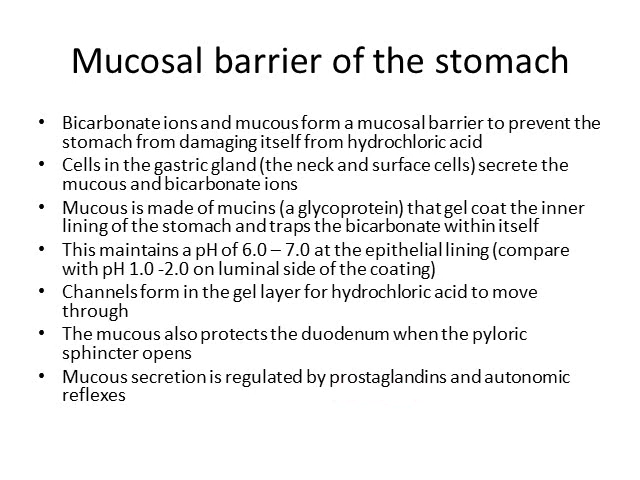 Mucosal barrier of the stomach
• Bicarbonate ions and mucous form a mucosal barrier to prevent the
stomach from damaging itself from hydrochloric acid
• Cells in the gastric gland (the neck and surface cells) secrete the
mucous and bicarbonate ions
• Mucous is made of mucins (a glycoprotein) that gel coat the inner
lining of the stomach and traps the bicarbonate within itself
• This maintains a pH of 6.0 – 7.0 at the epithelial lining (compare
with pH 1.0 -2.0 on luminal side of the coating)
• Channels form in the gel layer for hydrochloric acid to move
through
• The mucous also protects the duodenum when the pyloric
sphincter opens
• Mucous secretion is regulated by prostaglandins and autonomic
reflexes